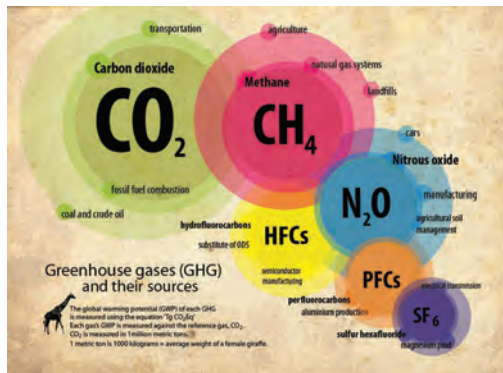 transportation
Carbon dioxide
CO₂
fossil fuel combustion
coal and crude oil
agriculture
natural gas systems
Methane
landfills
CH₄
cars
Nitrous oxide
N₂O
manufacturing
agricultural soil
management
hydrofluorocarbons
HFCs
substitute of ODS
semiconductor
manufacturing
PFCs
perfluorocarbons
aluminium production
electrical transmission
SF₆
sulfur hexafluoride
magnesium prod
Greenhouse gases (GHG)
and their sources
The global warming potential (GWP) of each GHG
is measured using the equation 'Tg CO₂Eq'
Each gas's GWP is measured against the reference gas, CO₂.
CO₂ is measured in 1million metric tons.
1 metric ton is 1000 kilograms = average weight of a female giraffe.